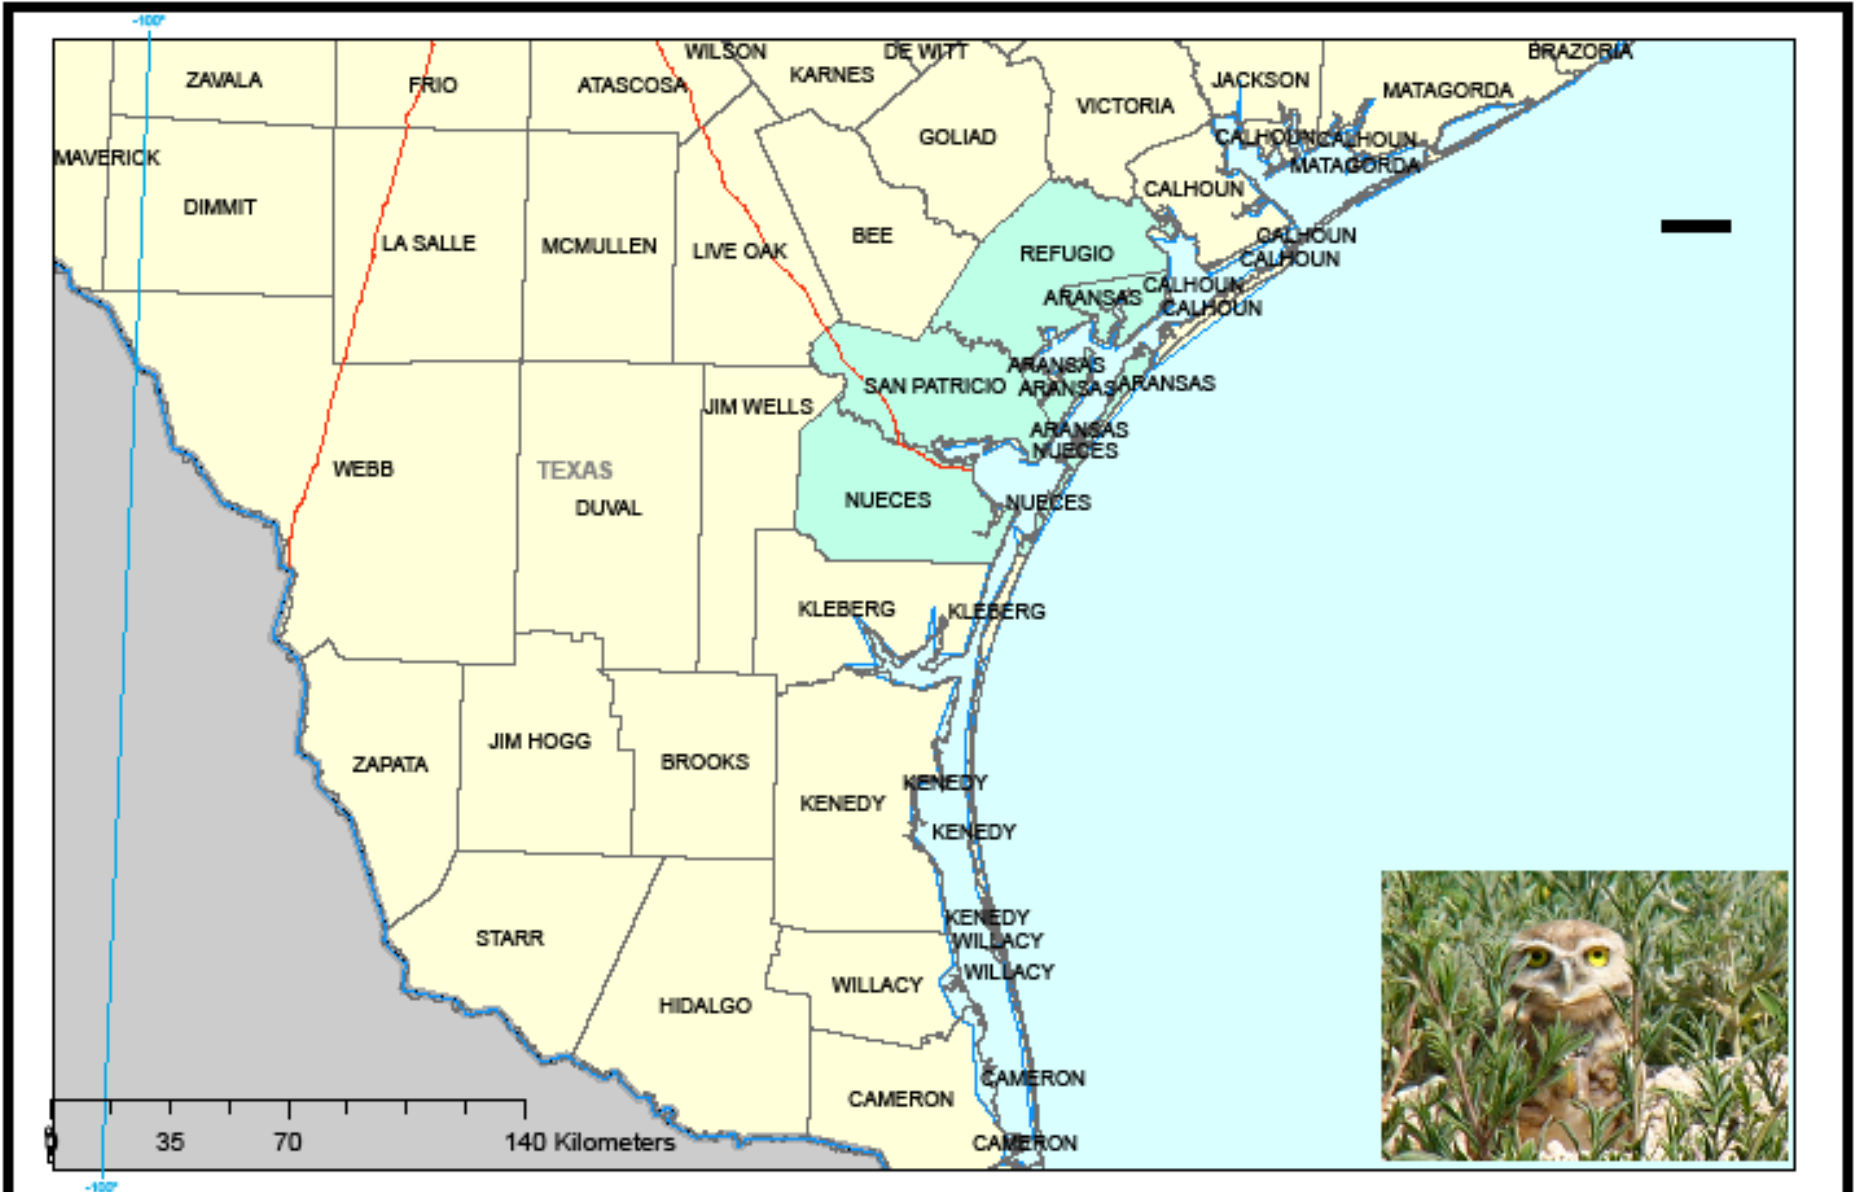 -100°
WILSON
DE WITT
BRAZORIA
ZAVALA
FRIO
ATASCOSA
KARNES
JACKSON
MATAGORDA
VICTORIA
GOLIAD
CALHOUN
CALHOUN
MAVERICK
MATAGORDA
DIMMIT
CALHOUN
LA SALLE
MCMULLEN
LIVE OAK
BEE
REFUGIO
CALHOUN
CALHOUN
ARANSAS
CALHOUN
CALHOUN
ARANSAS
SAN PATRICIO
ARANSAS
ARANSAS
JIM WELLS
ARANSAS
NUECES
WEBB
TEXAS
DUVAL
NUECES
NUECES
KLEBERG
KLEBERG
JIM HOGG
ZAPATA
BROOKS
KENEDY
KENEDY
KENEDY
KENEDY
STARR
WILLACY
WILLACY
WILLACY
HIDALGO
CAMERON
CAMERON
CAMERON
0 35 70 140 Kilometers
-100°